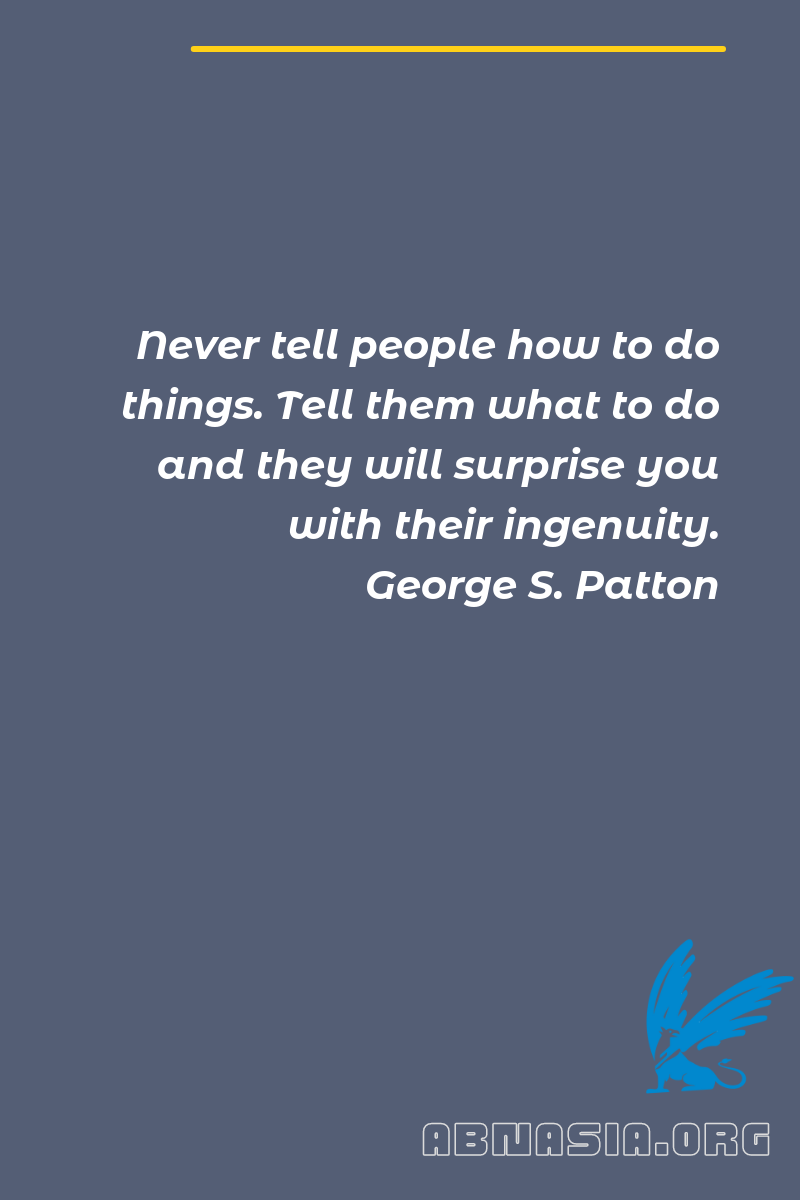 Never tell people how to do
things. Tell them what to do
and they will surprise you
with their ingenuity.
George S. Patton
ABNASIA.ORG